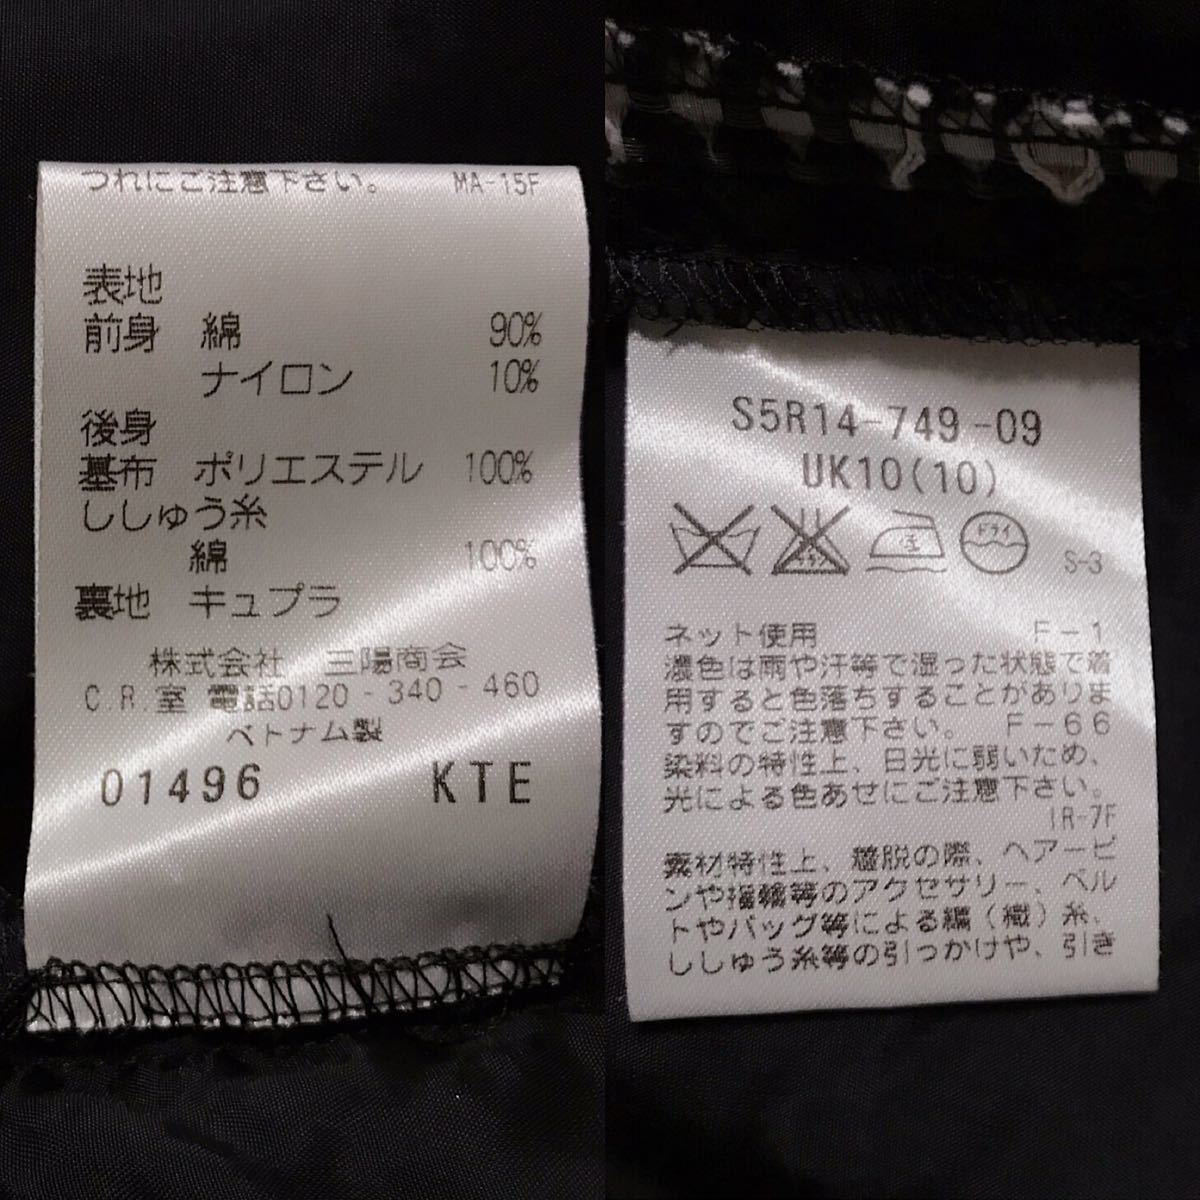 つれにご注意下さい。 MA-15F
表地
前身 綿 90%
ナイロン 10%
後身
基布 ポリエステル 100%
ししゅう糸
綿 100%
裏地 キュプラ
株式会社 三陽商会
C.R.室 電話0120-340-460
ベトナム製
01496 KTE
S5R14-749-09
UK10(10)
ドライ
S-3
ネット使用 F-1
濃色は雨や汗等で湿った状態で着
用すると色落ちすることがありま
すのでご注意下さい。 F-66
染料の特性上、日光に弱いため、
光による色あせにご注意下さい。
IR-7F
素材特性上、着脱の際、ヘアーピ
ンや指輪等のアクセサリー、ベル
トやバッグ等による編（織）糸、
ししゅう糸等の引っかけや、引き